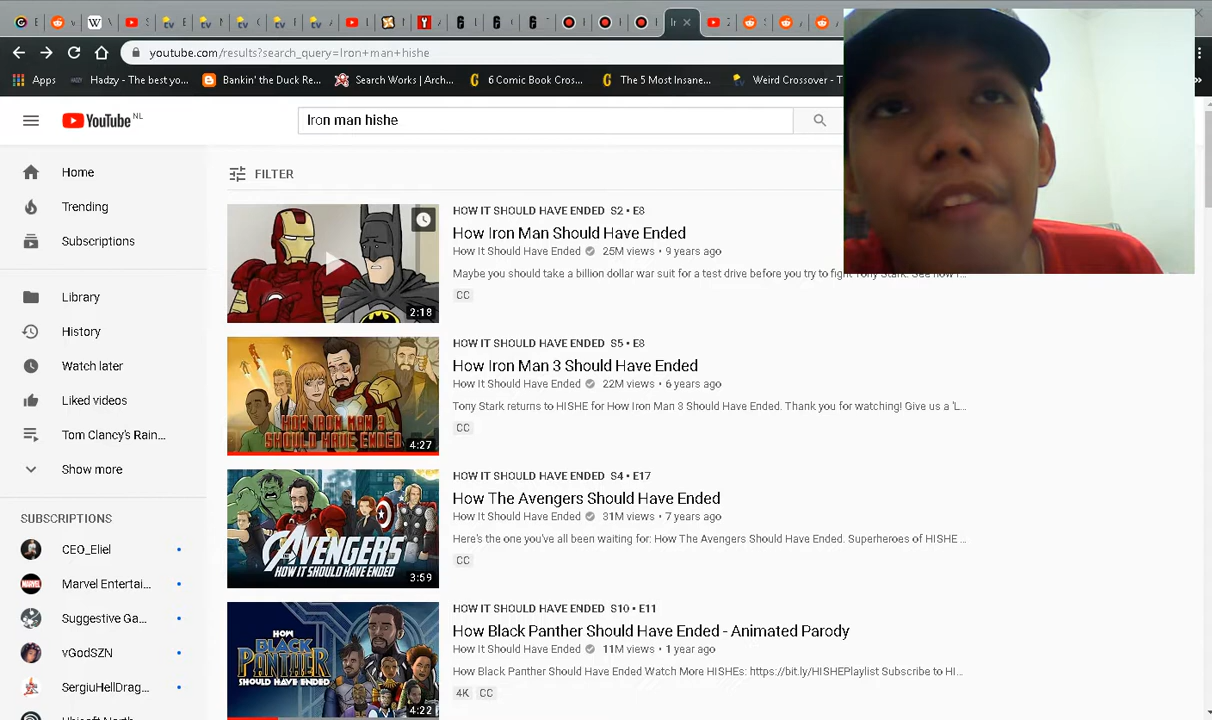 youtube.com/results?search_query=Iron+man+hishe
Apps Hadzy - The best yo... Bankin' the Duck Re... Search Works | Arch... 6 Comic Book Cros... The 5 Most Insane... Weird Crossover -
YouTube NL
Iron man hishe
FILTER
Home
Trending
Subscriptions
Library
History
Watch later
Liked videos
Tom Clancy's Rain...
Show more
SUBSCRIPTIONS
CEO_Eliel
Marvel Entertai...
Suggestive Ga...
vGodSZN
SergiuHellDrag...
Ubisoft North
2:18
HOW IT SHOULD HAVE ENDED S2 • E8
How Iron Man Should Have Ended
How It Should Have Ended 25M views • 9 years ago
Maybe you should take a billion dollar war suit for a test drive before you try to fight Tony Stark. See how I...
CC
HOW IRON MAN 3
SHOULD HAVE ENDED
4:27
HOW IT SHOULD HAVE ENDED S5 • E8
How Iron Man 3 Should Have Ended
How It Should Have Ended 22M views • 6 years ago
Tony Stark returns to HISHE for How Iron Man 3 Should Have Ended. Thank you for watching! Give us a 'L...
CC
AVENGERS
HOW IT SHOULD HAVE ENDED
3:59
HOW IT SHOULD HAVE ENDED S4 • E17
How The Avengers Should Have Ended
How It Should Have Ended 31M views • 7 years ago
Here's the one you've all been waiting for: How The Avengers Should Have Ended. Superheroes of HISHE ...
CC
HOW
BLACK
PANTHER
SHOULD HAVE ENDED
4:22
HOW IT SHOULD HAVE ENDED S10 • E11
How Black Panther Should Have Ended - Animated Parody
How It Should Have Ended 11M views • 1 year ago
How Black Panther Should Have Ended Watch More HISHEs: https://bit.ly/HISHEPlaylist Subscribe to HI...
4K CC